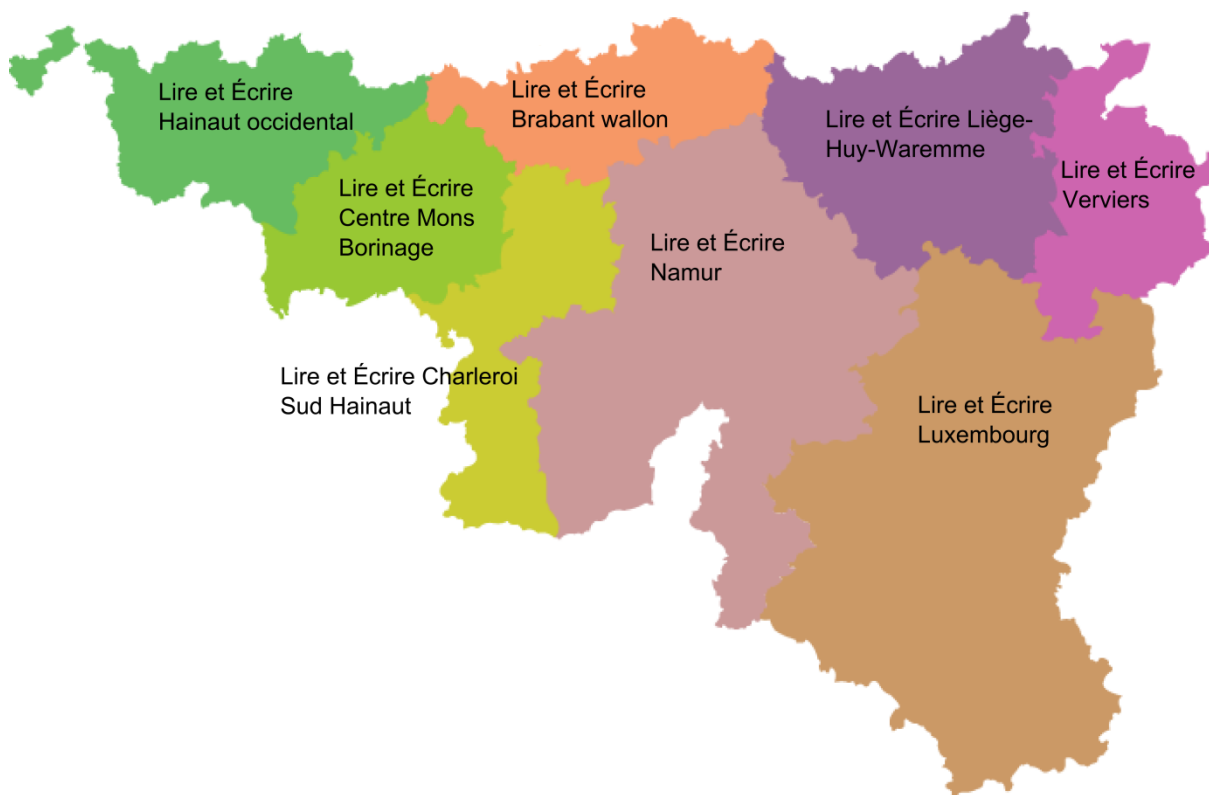 Lire et Écrire
Hainaut occidental
Lire et Écrire
Brabant wallon
Lire et Écrire Liège-
Huy-Waremme
Lire et Écrire
Verviers
Lire et Écrire
Centre Mons
Borinage
Lire et Écrire
Namur
Lire et Écrire Charleroi
Sud Hainaut
Lire et Écrire
Luxembourg